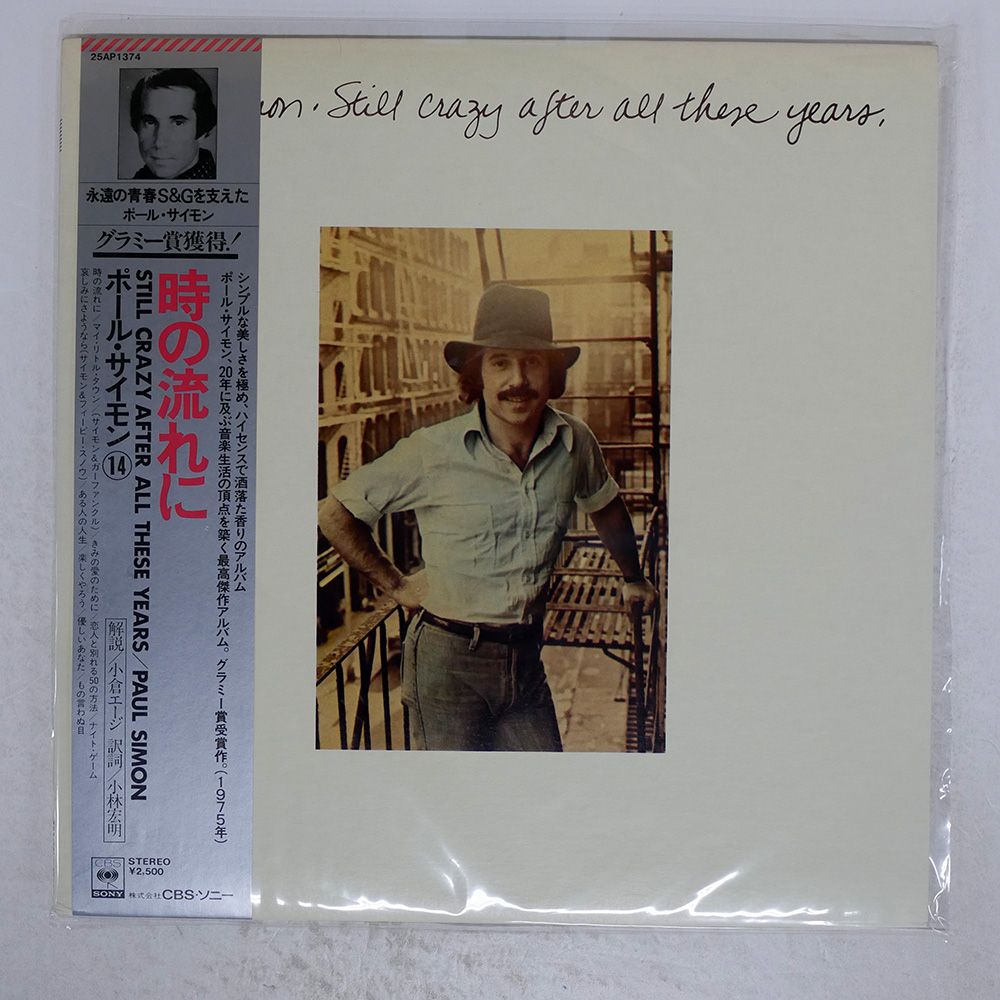 25AP1374
non. Still crazy after all these years.
永遠の青春S&Gを支えた
ポール・サイモン
グラミー賞獲得!
シンプルな美しさを極め、ハイセンスで洒落た香りのアルバム
ポール・サイモン、20年に及ぶ音楽生活の頂点を築く最高傑作アルバム。グラミー賞受賞作。(1975年)
時の流れに
STILL CRAZY AFTER ALL THESE YEARS/PAUL SIMON
ポール・サイモン⑭
解説/小倉エージ 訳詞/小林宏明
時の流れに/マイ・リトル・タウン(サイモン&ガーファンクル)/きみの愛のために/恋人と別れる50の方法/ナイト・ゲーム
哀しみにさようなら(サイモン&フィービー・スノウ)/ある人の人生/楽しくやろう/優しいあなた/もの言わぬ目
CBS
SONY
STEREO
¥2,500
株式会社 CBS・ソニー